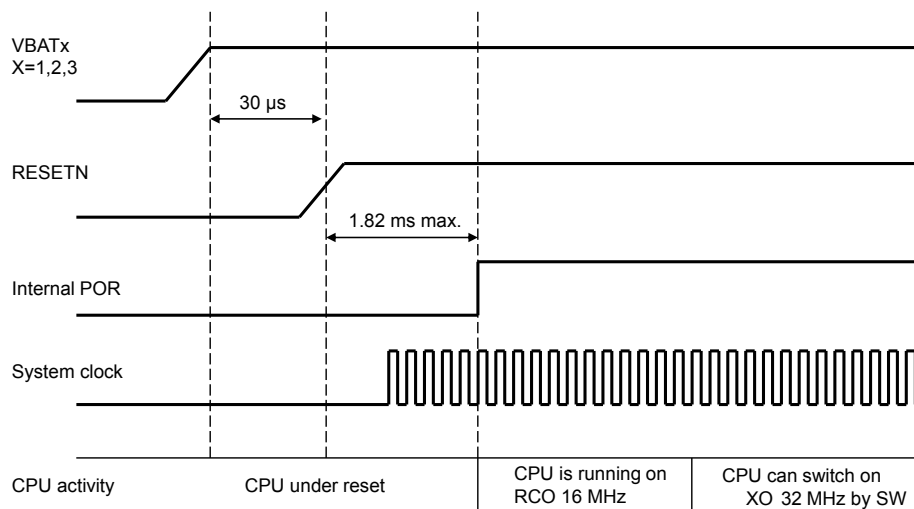 VBATx
X=1,2,3
30 µs
RESETN
1.82 ms max.
Internal POR
System clock
CPU activity
CPU under reset
CPU is running on
RCO 16 MHz
CPU can switch on
XO 32 MHz by SW